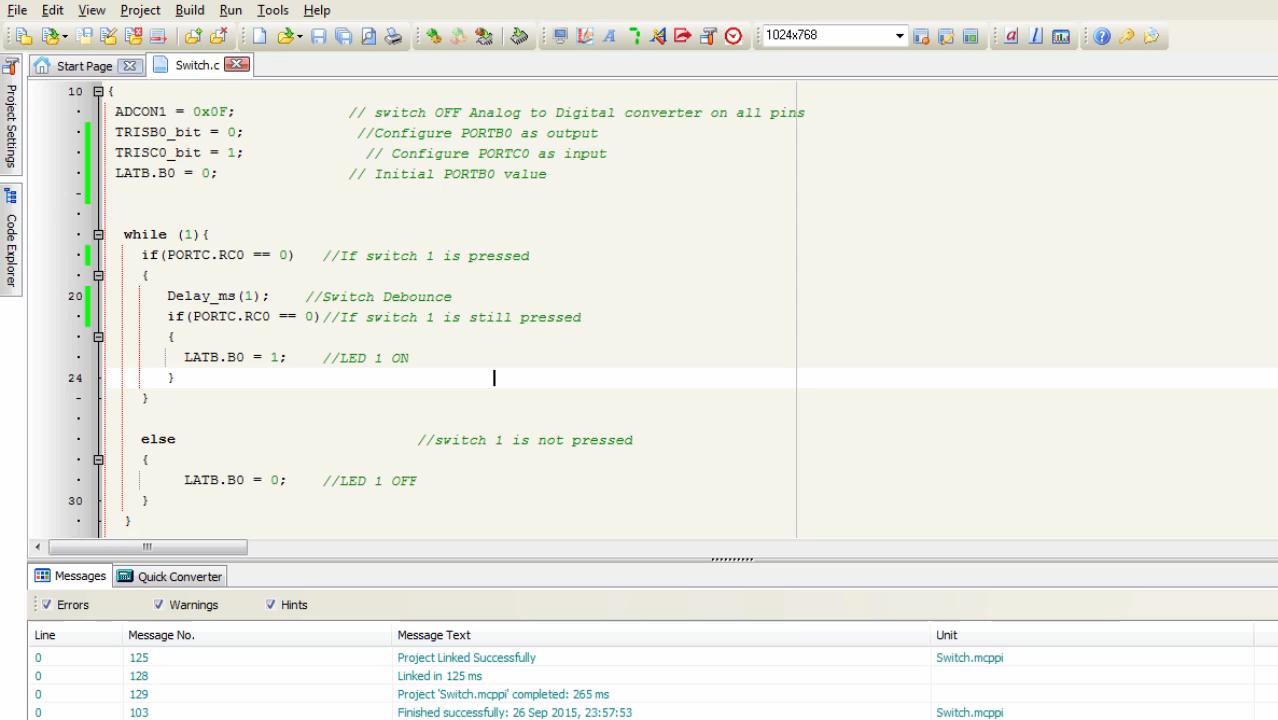 File Edit View Project Build Run Tools Help
1024x768
Start Page Switch.c
Project Settings
Code Explorer
10 {
ADCON1 = 0x0F; // switch OFF Analog to Digital converter on all pins
TRISB0_bit = 0; //Configure PORTB0 as output
TRISC0_bit = 1; // Configure PORTC0 as input
LATB.B0 = 0; // Initial PORTB0 value
while (1){
if(PORTC.RC0 == 0) //If switch 1 is pressed
{
20 Delay_ms(1); //Switch Debounce
if(PORTC.RC0 == 0)//If switch 1 is still pressed
{
LATB.B0 = 1; //LED 1 ON
24 }
}
else //switch 1 is not pressed
{
LATB.B0 = 0; //LED 1 OFF
30 }
}
Messages Quick Converter
Errors Warnings Hints
Line Message No. Message Text Unit
0 125 Project Linked Successfully Switch.mcppi
0 128 Linked in 125 ms
0 129 Project 'Switch.mcppi' completed: 265 ms
0 103 Finished successfully: 26 Sep 2015, 23:57:53 Switch.mcppi